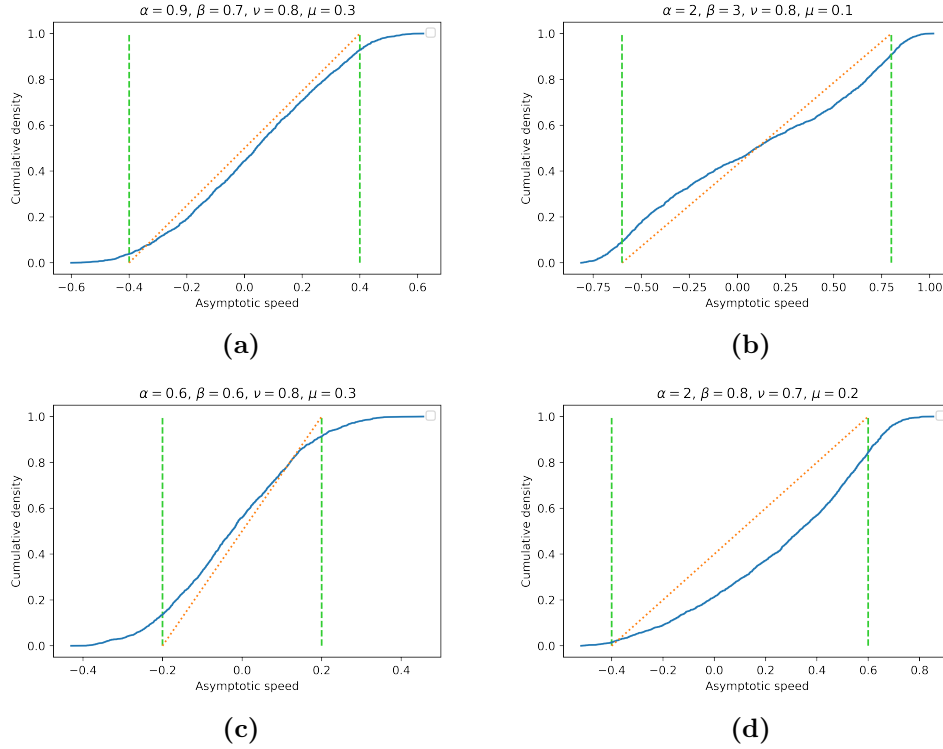 α = 0.9, β = 0.7, ν = 0.8, μ = 0.3
Cumulative density
1.0
0.8
0.6
0.4
0.2
0.0
−0.6 −0.4 −0.2 0.0 0.2 0.4 0.6
Asymptotic speed
(a)
α = 2, β = 3, ν = 0.8, μ = 0.1
Cumulative density
1.0
0.8
0.6
0.4
0.2
0.0
−0.75 −0.50 −0.25 0.00 0.25 0.50 0.75 1.00
Asymptotic speed
(b)
α = 0.6, β = 0.6, ν = 0.8, μ = 0.3
Cumulative density
1.0
0.8
0.6
0.4
0.2
0.0
−0.4 −0.2 0.0 0.2 0.4
Asymptotic speed
(c)
α = 2, β = 0.8, ν = 0.7, μ = 0.2
Cumulative density
1.0
0.8
0.6
0.4
0.2
0.0
−0.4 −0.2 0.0 0.2 0.4 0.6 0.8
Asymptotic speed
(d)